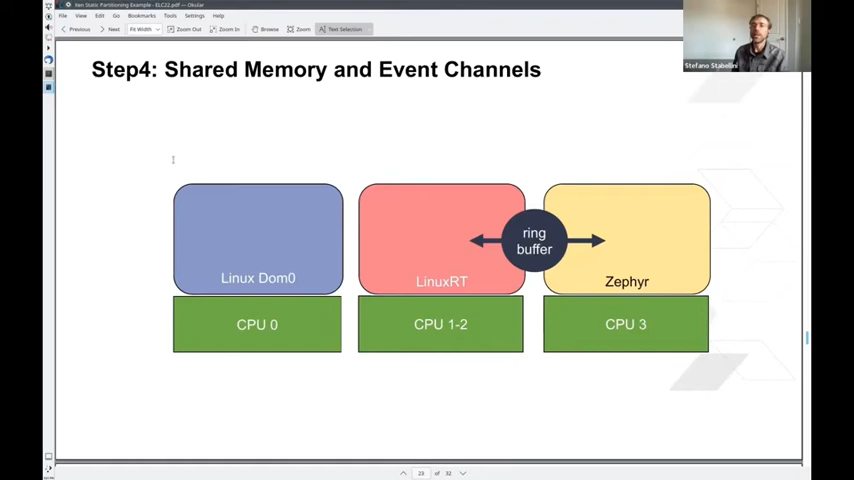 Xen Static Partitioning Example - ELC22.pdf — Okular
File View Edit Go Bookmarks Tools Settings Help
Previous Next Fit Width Zoom Out Zoom In Browse Zoom Text Selection
Stefano Stabellini
Step4: Shared Memory and Event Channels
ring
buffer
Linux Dom0 LinuxRT Zephyr
CPU 0 CPU 1-2 CPU 3
23 of 32